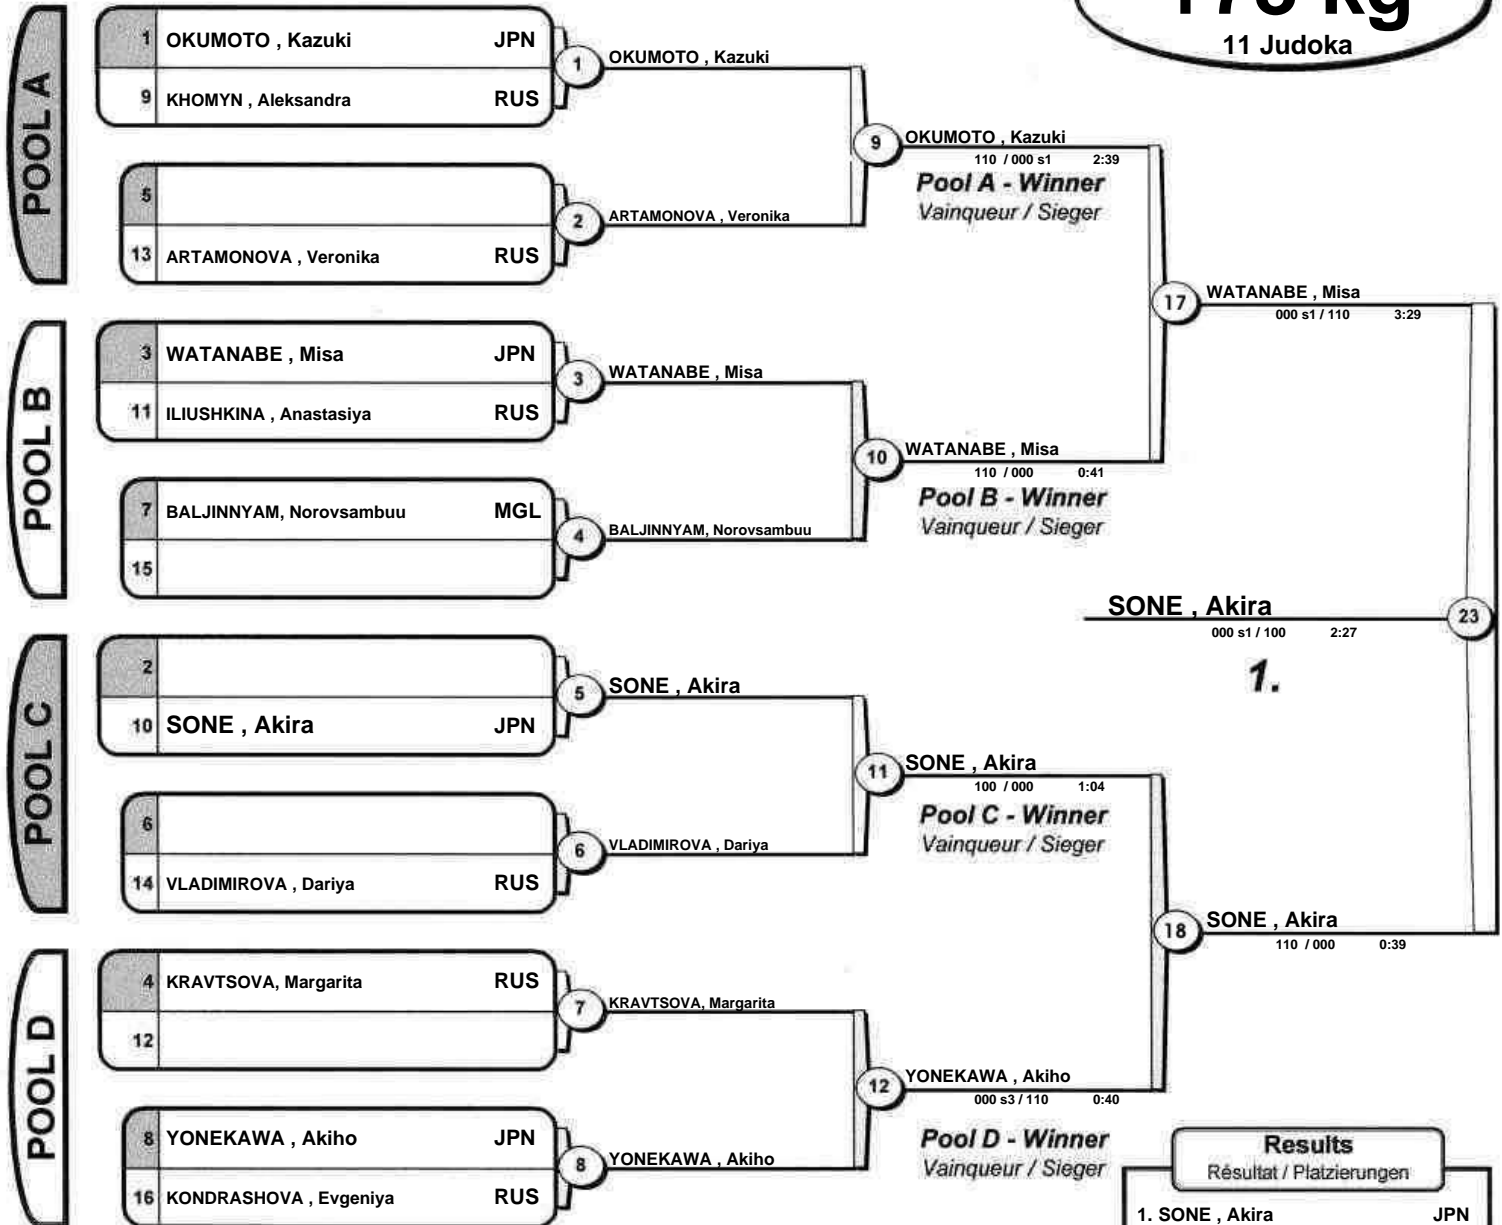 11 Judoka
POOL A
1 OKUMOTO , Kazuki JPN
9 KHOMYN , Aleksandra RUS
1 OKUMOTO , Kazuki
5
13 ARTAMONOVA , Veronika RUS
2 ARTAMONOVA , Veronika
9 OKUMOTO , Kazuki
110 / 000 s1 2:39
Pool A - Winner
Vainqueur / Sieger
POOL B
3 WATANABE , Misa JPN
11 ILIUSHKINA , Anastasiya RUS
3 WATANABE , Misa
7 BALJINNYAM, Norovsambuu MGL
15
4 BALJINNYAM, Norovsambuu
10 WATANABE , Misa
110 / 000 0:41
Pool B - Winner
Vainqueur / Sieger
17 WATANABE , Misa
000 s1 / 110 3:29
SONE , Akira 23
000 s1 / 100 2:27
1.
POOL C
2
10 SONE , Akira JPN
5 SONE , Akira
6
14 VLADIMIROVA , Dariya RUS
6 VLADIMIROVA , Dariya
11 SONE , Akira
100 / 000 1:04
Pool C - Winner
Vainqueur / Sieger
18 SONE , Akira
110 / 000 0:39
POOL D
4 KRAVTSOVA, Margarita RUS
12
7 KRAVTSOVA, Margarita
8 YONEKAWA , Akiho JPN
16 KONDRASHOVA , Evgeniya RUS
8 YONEKAWA , Akiho
12 YONEKAWA , Akiho
000 s3 / 110 0:40
Pool D - Winner
Vainqueur / Sieger
Results
Résultat / Platzierungen
1. SONE , Akira JPN